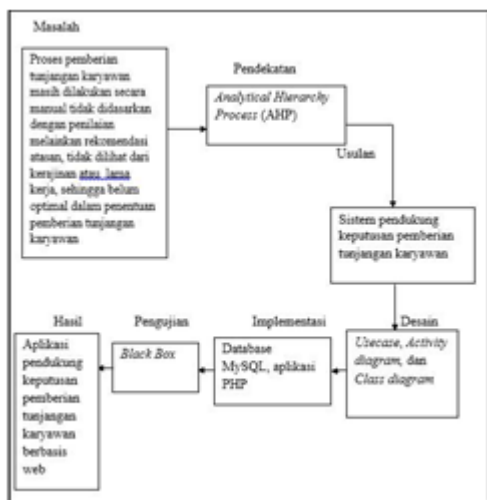 Masalah
Proses pemberian
tunjangan karyawan
masih dilakukan secara
manual tidak didasarkan
dengan penilaian
melainkan rekomendasi
atasan, tidak dilihat dari
kerajinan atau lama
kerja, sehingga belum
optimal dalam penentuan
pemberian tunjangan
karyawan
Pendekatan
Analytical Hierarchy
Process (AHP)
Usulan
Sistem pendukung
keputusan pemberian
tunjangan karyawan
Desain
Usecase, Activity
diagram, dan
Class diagram
Implementasi
Database
MySQL, aplikasi
PHP
Pengujian
Black Box
Hasil
Aplikasi
pendukung
keputusan
pemberian
tunjangan
karyawan
berbasis
web